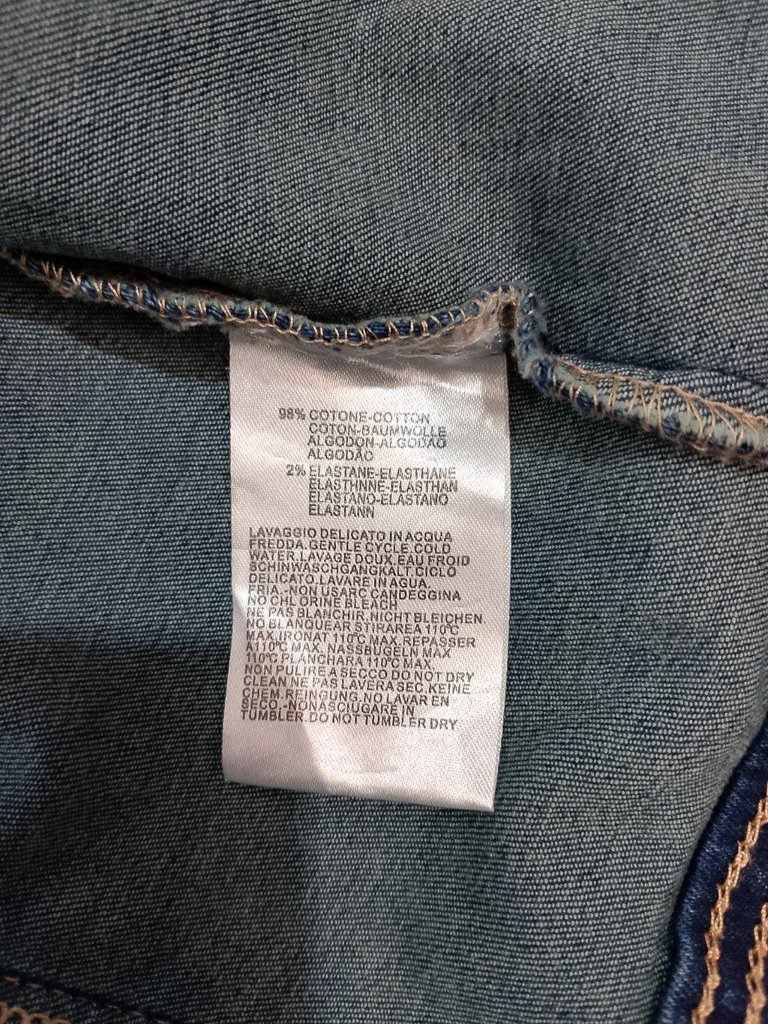 98% COTONE-COTTON
COTON-BAUMWOLLE
ALGODON-ALGODAO
ALGODÃO
2% ELASTANE-ELASTHANE
ELASTHNNE-ELASTHAN
ELASTANO-ELASTANO
ELASTANN
LAVAGGIO DELICATO IN ACQUA
FREDDA.GENTLE CYCLE.COLD
WATER.LAVAGE DOUX.EAU FROID
SCHINWASCHGANGKALT.CICLO
DELICATO.LAVARE IN AGUA.
FRIA.-NON USARC CANDEGGINA
NO CHLORINE BLEACH
NE PAS BLANCHIR.NICHT BLEICHEN
NO BLANQUEAR.STIRAREA 110℃
MAX.IRONAT 110℃ MAX.REPASSER
A110℃ MAX. NASSBUGELN MAX
110℃ PLANCHARA 110℃ MAX.
NON PULIRE A SECCO DO NOT DRY
CLEAN NE PAS LAVERA SEC.KEINE
CHEM.REINGUNG.NO LAVAR EN
SECO.-NONASCIUGARE IN
TUMBLER.DO NOT TUMBLER DRY